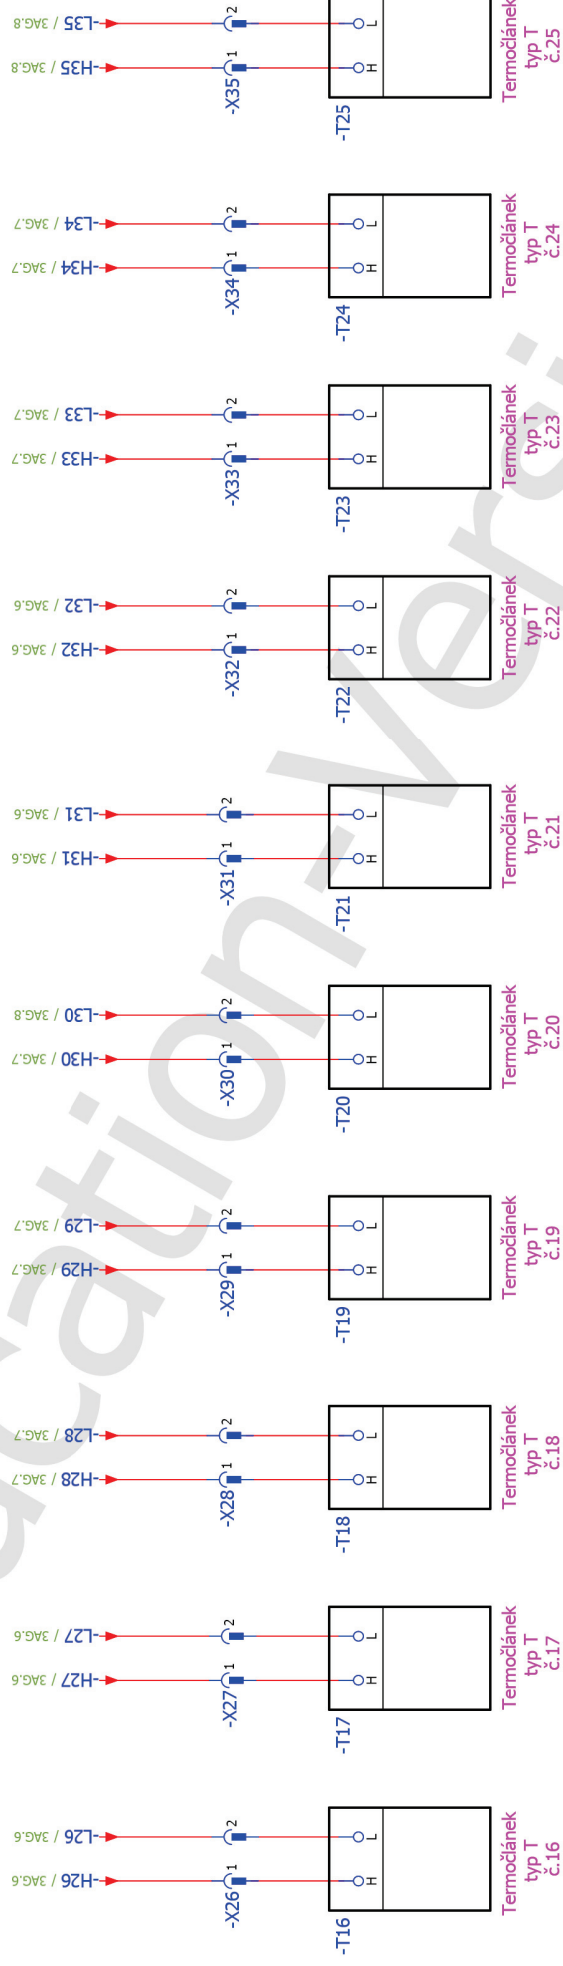 -L35 / 3AG.8
-H35 / 3AG.8
-X35
1
2
-T25
H
L
Termočlánek
typ T
č.25
-L34 / 3AG.7
-H34 / 3AG.7
-X34
1
2
-T24
H
L
Termočlánek
typ T
č.24
-L33 / 3AG.7
-H33 / 3AG.7
-X33
1
2
-T23
H
L
Termočlánek
typ T
č.23
-L32 / 3AG.6
-H32 / 3AG.6
-X32
1
2
-T22
H
L
Termočlánek
typ T
č.22
-L31 / 3AG.6
-H31 / 3AG.6
-X31
1
2
-T21
H
L
Termočlánek
typ T
č.21
-L30 / 3AG.8
-H30 / 3AG.7
-X30
1
2
-T20
H
L
Termočlánek
typ T
č.20
-L29 / 3AG.7
-H29 / 3AG.7
-X29
1
2
-T19
H
L
Termočlánek
typ T
č.19
-L28 / 3AG.7
-H28 / 3AG.7
-X28
1
2
-T18
H
L
Termočlánek
typ T
č.18
-L27 / 3AG.6
-H27 / 3AG.6
-X27
1
2
-T17
H
L
Termočlánek
typ T
č.17
-L26 / 3AG.6
-H26 / 3AG.6
-X26
1
2
-T16
H
L
Termočlánek
typ T
č.16
ucation-Versi